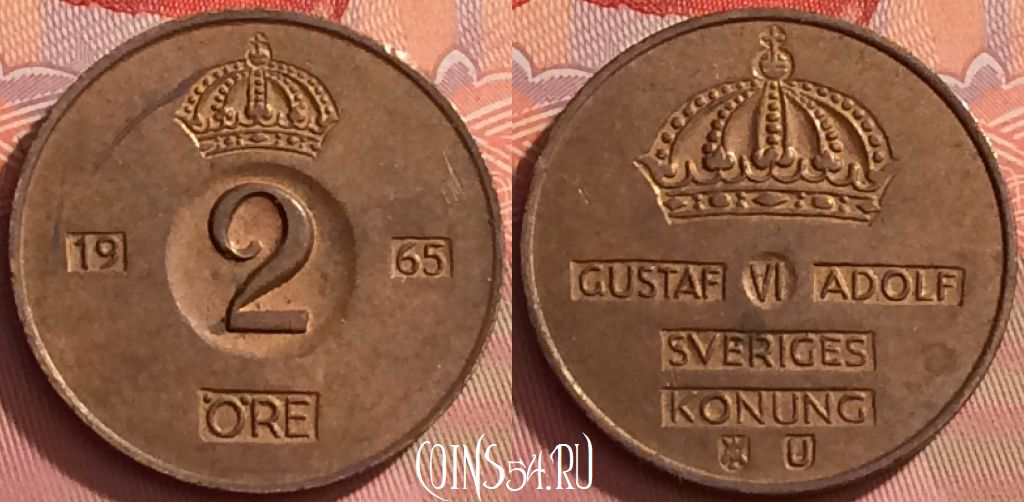 19 2 65
ÖRE
GUSTAF VI ADOLF
SVERIGES
KONUNG
U
COINS54.RU